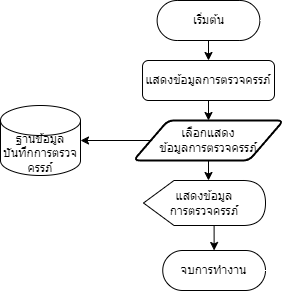 เริ่มต้น
แสดงข้อมูลการตรวจครรภ์
เลือกแสดง
ข้อมูลการตรวจครรภ์
ฐานข้อมูล
บันทึกการตรวจ
ครรภ์
แสดงข้อมูล
การตรวจครรภ์
จบการทำงาน